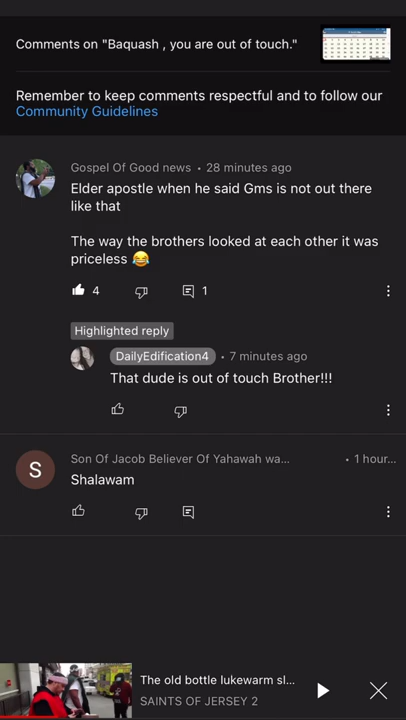 Comments on "Baquash , you are out of touch."
Remember to keep comments respectful and to follow our
Community Guidelines
Gospel Of Good news • 28 minutes ago
Elder apostle when he said Gms is not out there
like that
The way the brothers looked at each other it was
priceless 😂
4
1
Highlighted reply
DailyEdification4 • 7 minutes ago
That dude is out of touch Brother!!!
S
Son Of Jacob Believer Of Yahawah wa... • 1 hour...
Shalawam
The old bottle lukewarm sl...
SAINTS OF JERSEY 2